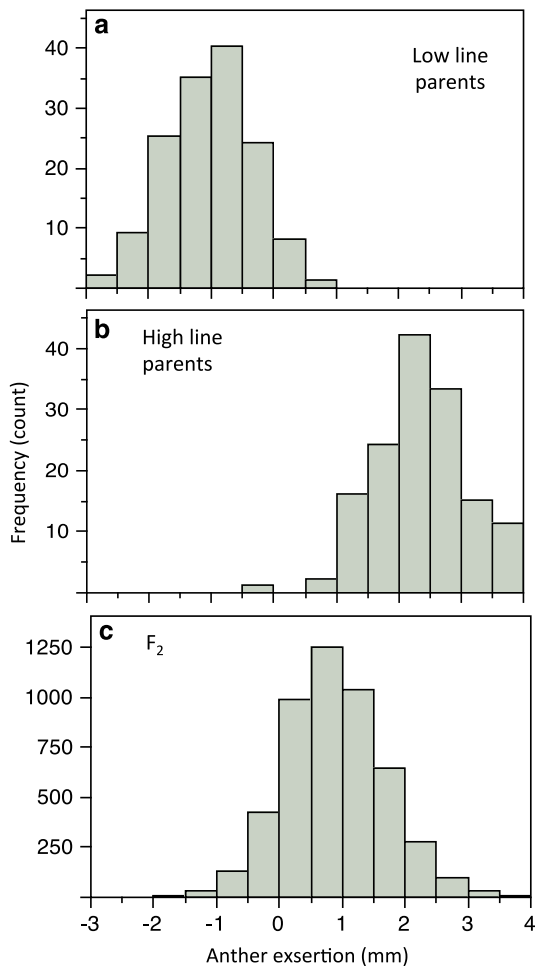 a
Low line
parents
40
30
20
10
b
High line
parents
40
30
20
10
Frequency (count)
c
F₂
1250
1000
750
500
250
-3 -2 -1 0 1 2 3 4
Anther exsertion (mm)